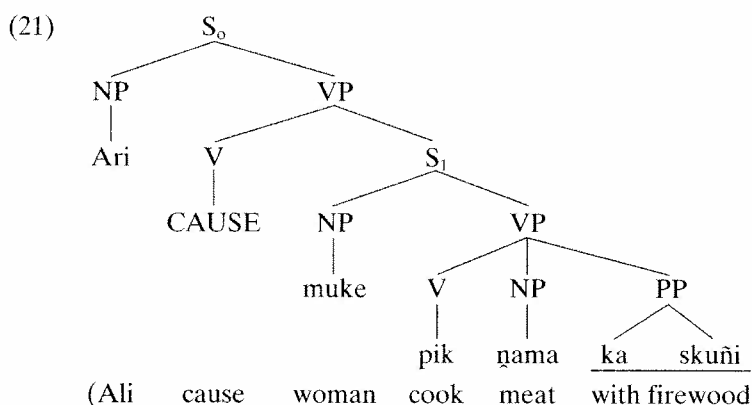 (21) S₀
NP VP
Ari V S₁
CAUSE NP VP
muke V NP PP
pik n̯ama ka skuñi
(Ali cause woman cook meat with firewood